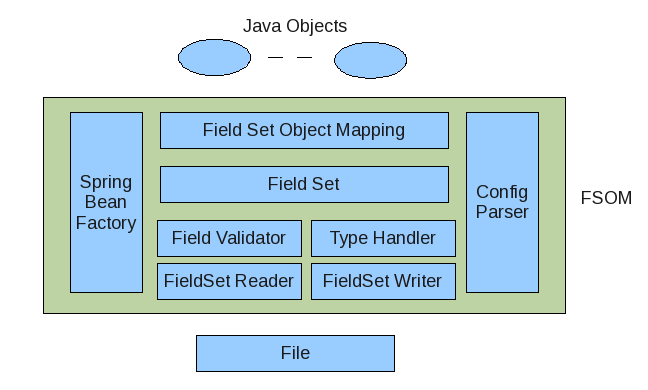 Java Objects
Field Set Object Mapping
Spring
Bean
Factory
Field Set
Config
Parser
FSOM
Field Validator
Type Handler
FieldSet Reader
FieldSet Writer
File